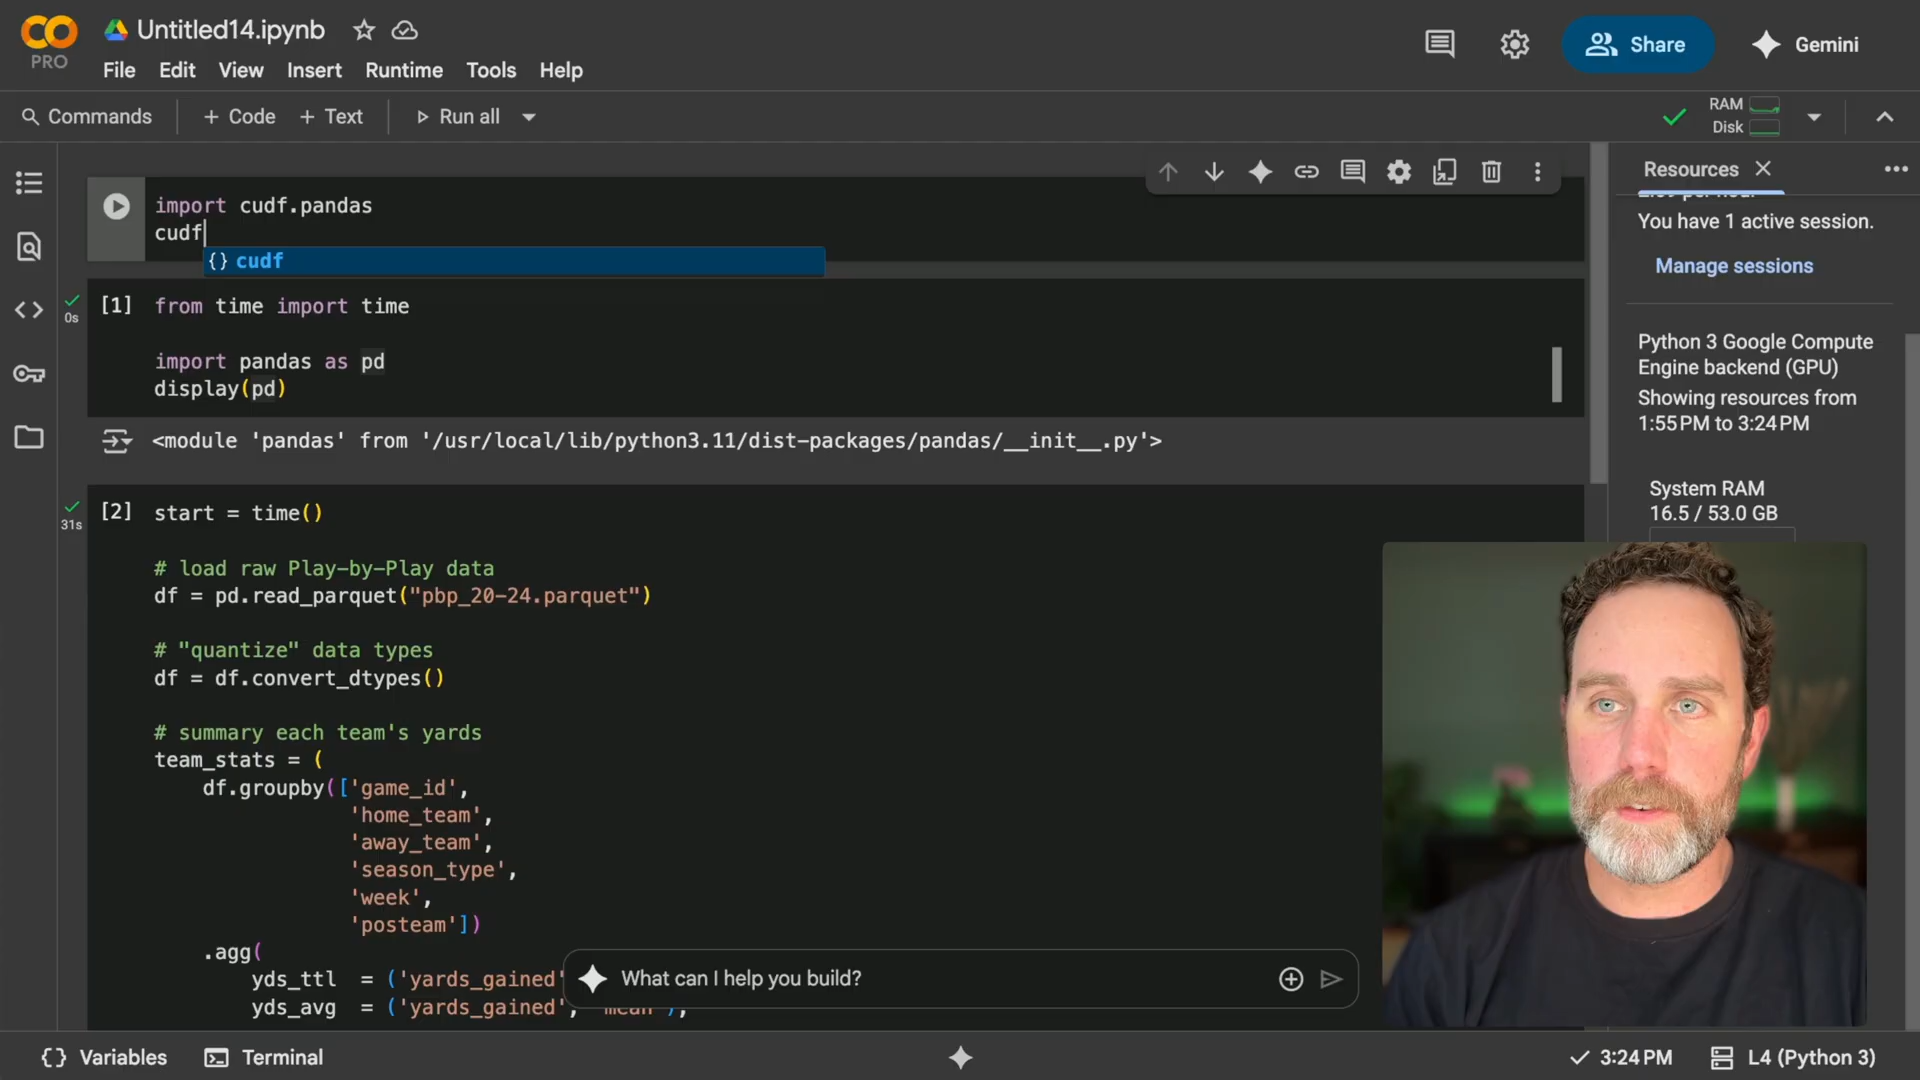 Untitled14.ipynb
PRO
File Edit View Insert Runtime Tools Help
Share
Gemini
Commands
+ Code + Text
Run all
RAM
Disk
import cudf.pandas
cudf
{} cudf
0s
[1] from time import time
import pandas as pd
display(pd)
<module 'pandas' from '/usr/local/lib/python3.11/dist-packages/pandas/__init__.py'>
31s
[2] start = time()
# load raw Play-by-Play data
df = pd.read_parquet("pbp_20-24.parquet")
# "quantize" data types
df = df.convert_dtypes()
# summary each team's yards
team_stats = (
df.groupby(['game_id',
'home_team',
'away_team',
'season_type',
'week',
'posteam'])
.agg(
yds_ttl = ('yards_gained'
yds_avg = ('yards_gained', 'mean'),
What can I help you build?
Resources
You have 1 active session.
Manage sessions
Python 3 Google Compute
Engine backend (GPU)
Showing resources from
1:55 PM to 3:24 PM
System RAM
16.5 / 53.0 GB
{} Variables
Terminal
3:24 PM
L4 (Python 3)